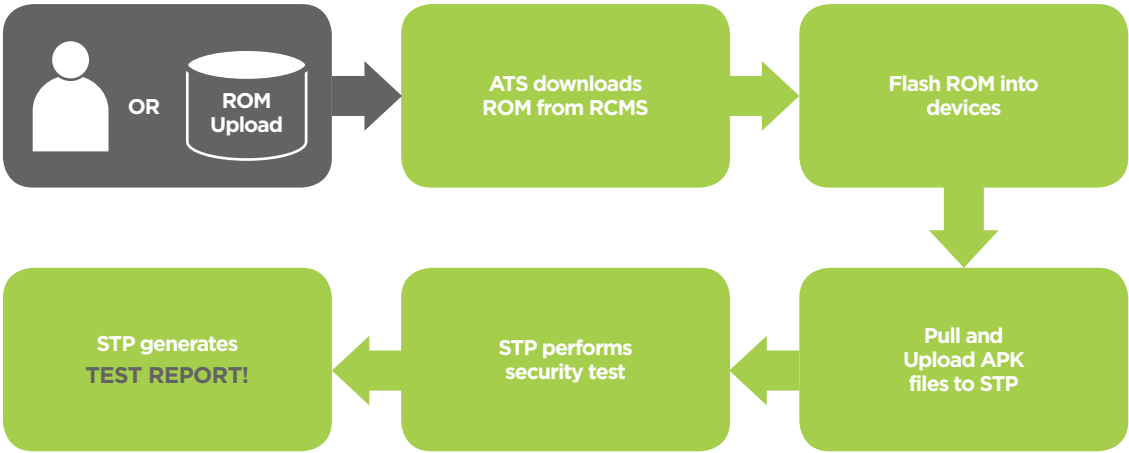 OR
ROM
Upload
ATS downloads
ROM from RCMS
Flash ROM into
devices
Pull and
Upload APK
files to STP
STP performs
security test
STP generates
TEST REPORT!